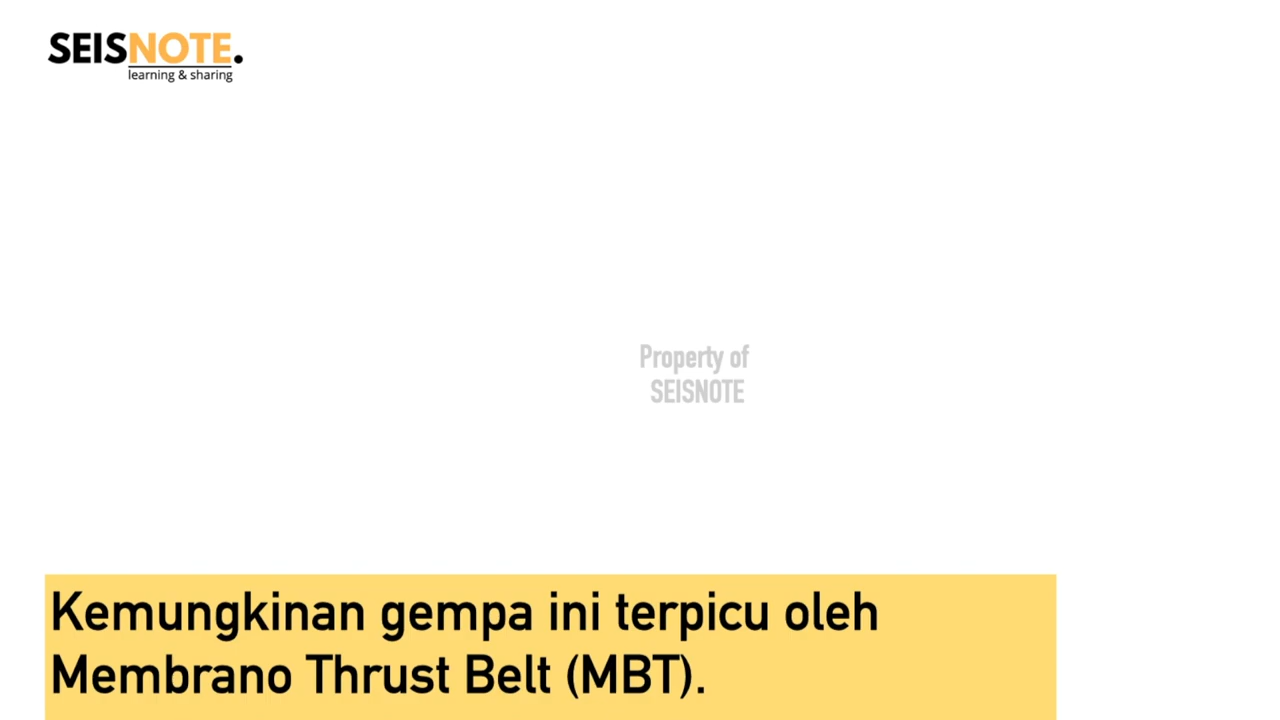 SEISNOTE.
learning & sharing
Property of
SEISNOTE
Kemungkinan gempa ini terpicu oleh
Membrano Thrust Belt (MBT).